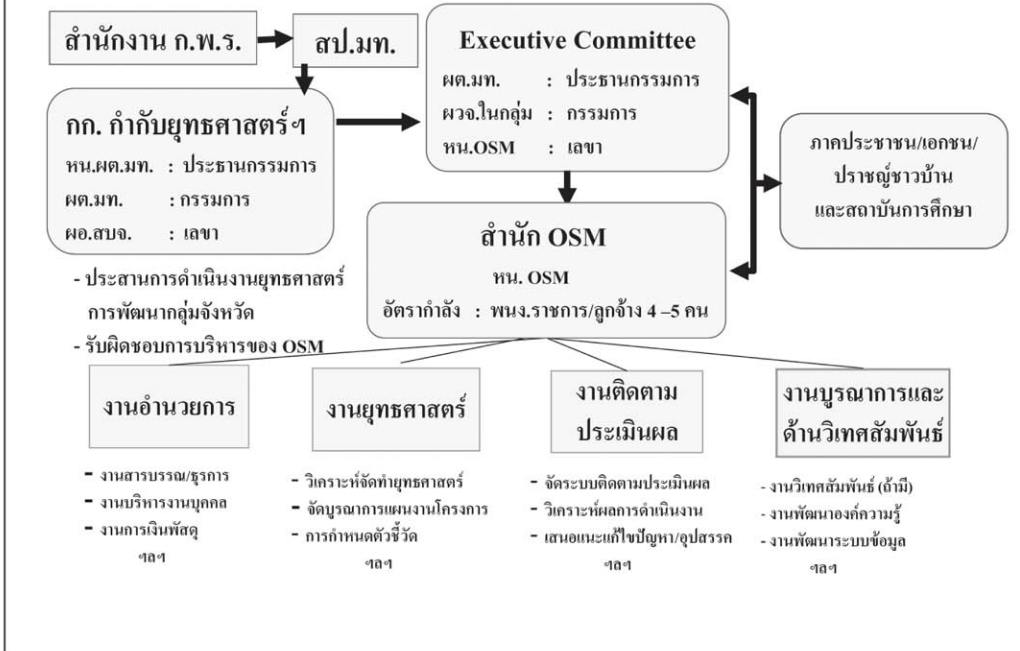 สำนักงาน ก.พ.ร.
สป.มท.
Executive Committee
ผต.มท. : ประธานกรรมการ
ผวจ.ในกลุ่ม : กรรมการ
หน.OSM : เลขา
กก. กำกับยุทธศาสตร์ฯ
หน.ผต.มท. : ประธานกรรมการ
ผต.มท. : กรรมการ
ผอ.สบจ. : เลขา
ภาคประชาชน/เอกชน/
ปราชญ์ชาวบ้าน
และสถาบันการศึกษา
สำนัก OSM
หน. OSM
อัตรากำลัง : พนง.ราชการ/ลูกจ้าง 4 –5 คน
- ประสานการดำเนินงานยุทธศาสตร์
การพัฒนากลุ่มจังหวัด
- รับผิดชอบการบริหารของ OSM
งานอำนวยการ
- งานสารบรรณ/ธุรการ
- งานบริหารงานบุคคล
- งานการเงินพัสดุ
ฯลฯ
งานยุทธศาสตร์
- วิเคราะห์จัดทำยุทธศาสตร์
- จัดบูรณาการแผนงานโครงการ
- การกำหนดตัวชี้วัด
ฯลฯ
งานติดตาม
ประเมินผล
- จัดระบบติดตามประเมินผล
- วิเคราะห์ผลการดำเนินงาน
- เสนอแนะแก้ไขปัญหา/อุปสรรค
ฯลฯ
งานบูรณาการและ
ด้านวิเทศสัมพันธ์
- งานวิเทศสัมพันธ์ (ถ้ามี)
- งานพัฒนาองค์ความรู้
- งานพัฒนาระบบข้อมูล
ฯลฯ